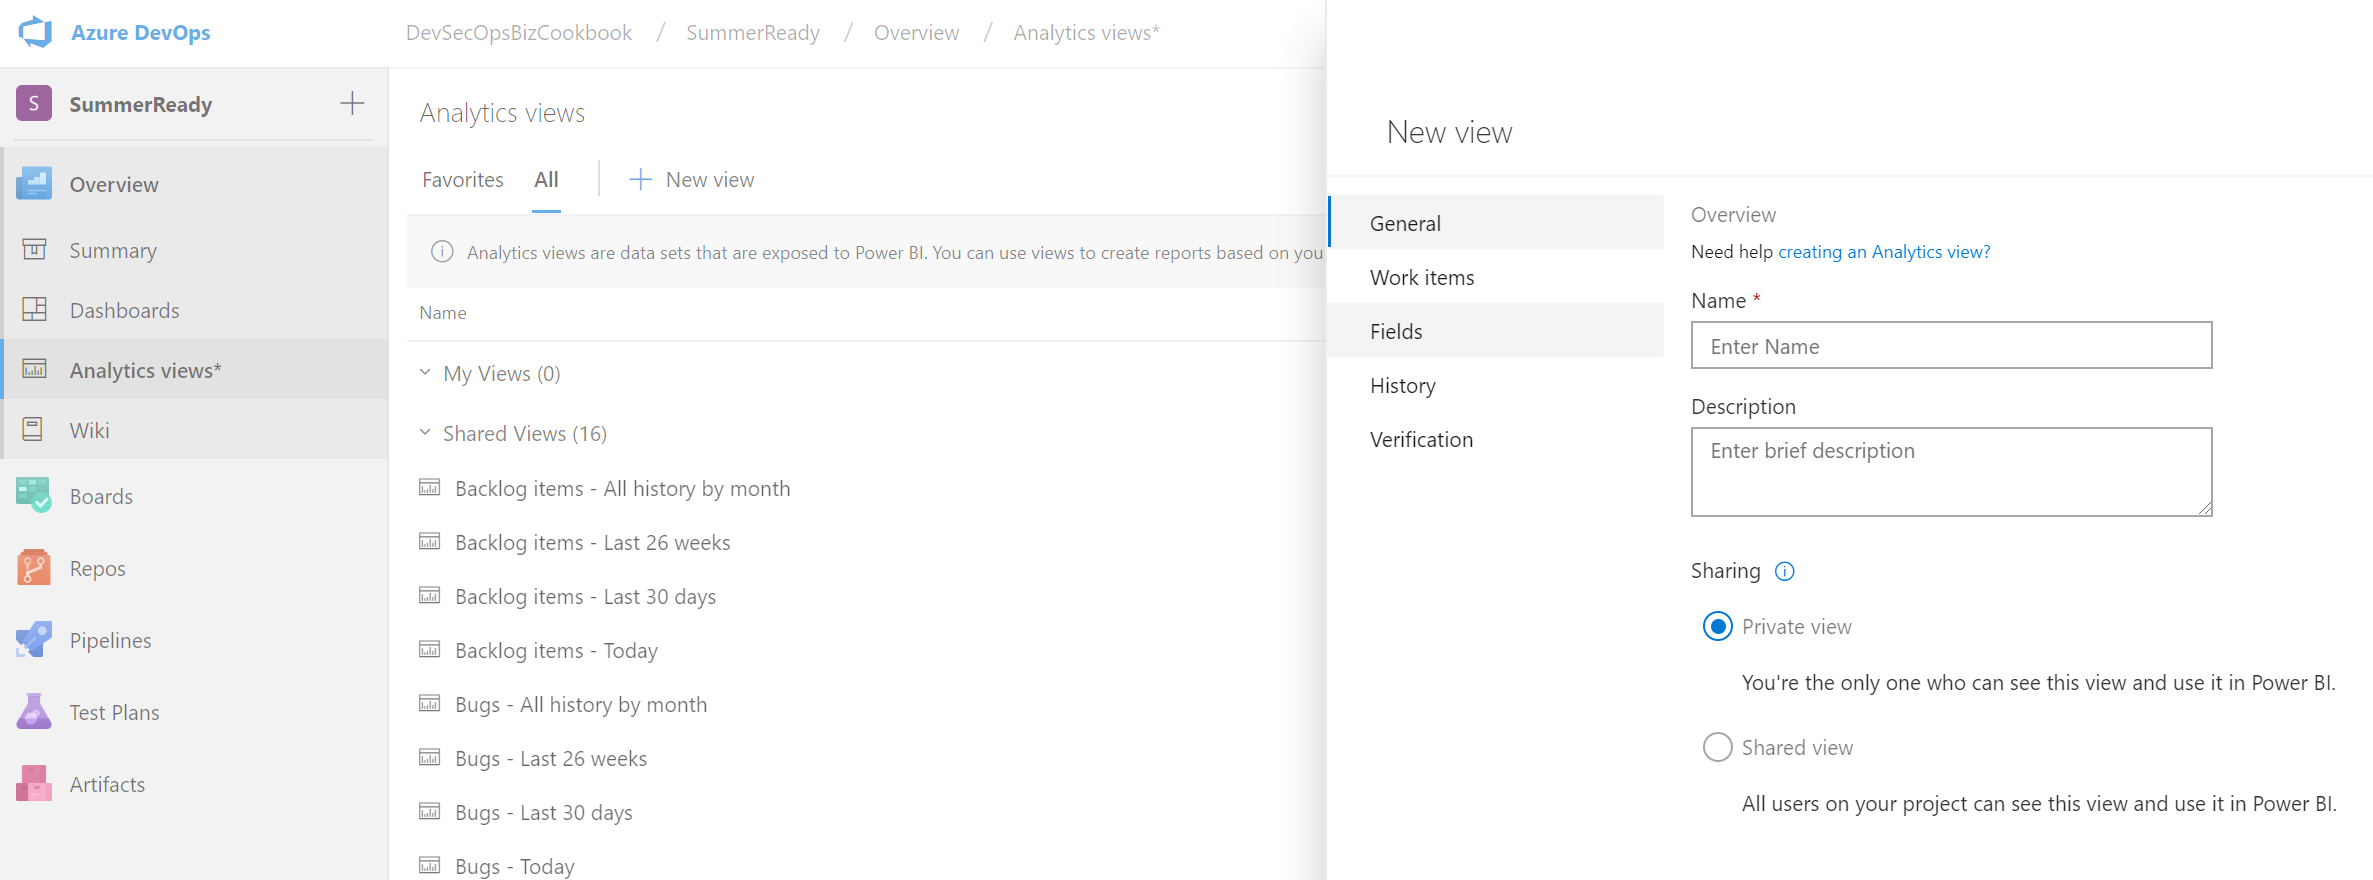 Azure DevOps
DevSecOpsBizCookbook / SummerReady / Overview / Analytics views*
S SummerReady
Overview
Summary
Dashboards
Analytics views*
Wiki
Boards
Repos
Pipelines
Test Plans
Artifacts
Analytics views
Favorites All New view
Analytics views are data sets that are exposed to Power BI. You can use views to create reports based on you
Name
My Views (0)
Shared Views (16)
Backlog items - All history by month
Backlog items - Last 26 weeks
Backlog items - Last 30 days
Backlog items - Today
Bugs - All history by month
Bugs - Last 26 weeks
Bugs - Last 30 days
Bugs - Today
New view
General
Work items
Fields
History
Verification
Overview
Need help creating an Analytics view?
Name *
Enter Name
Description
Enter brief description
Sharing
Private view
You're the only one who can see this view and use it in Power BI.
Shared view
All users on your project can see this view and use it in Power BI.